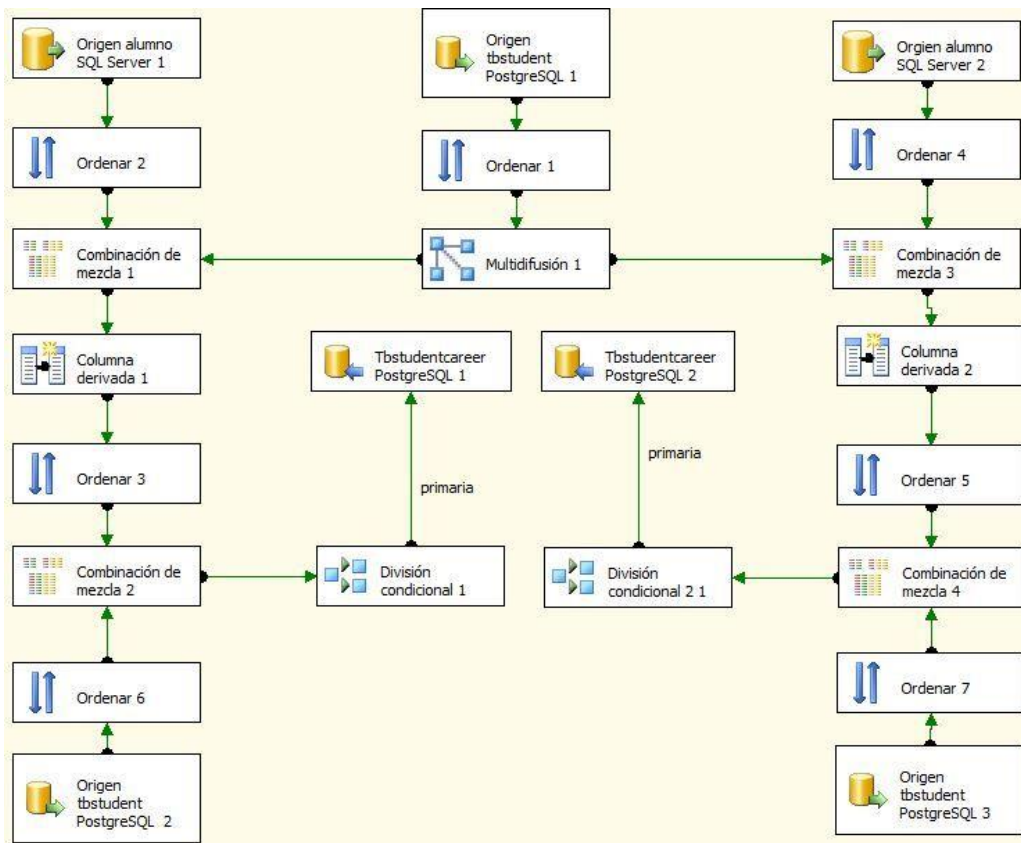 Origen alumno
SQL Server 1
Origen
tbstudent
PostgreSQL 1
Orgien alumno
SQL Server 2
Ordenar 2
Ordenar 1
Ordenar 4
Combinación de
mezcla 1
Multidifusión 1
Combinación de
mezcla 3
Columna
derivada 1
Tbstudentcareer
PostgreSQL 1
Tbstudentcareer
PostgreSQL 2
Columna
derivada 2
Ordenar 3
primaria
primaria
Ordenar 5
Combinación de
mezcla 2
División
condicional 1
División
condicional 2 1
Combinación de
mezcla 4
Ordenar 6
Ordenar 7
Origen
tbstudent
PostgreSQL 2
Origen
tbstudent
PostgreSQL 3